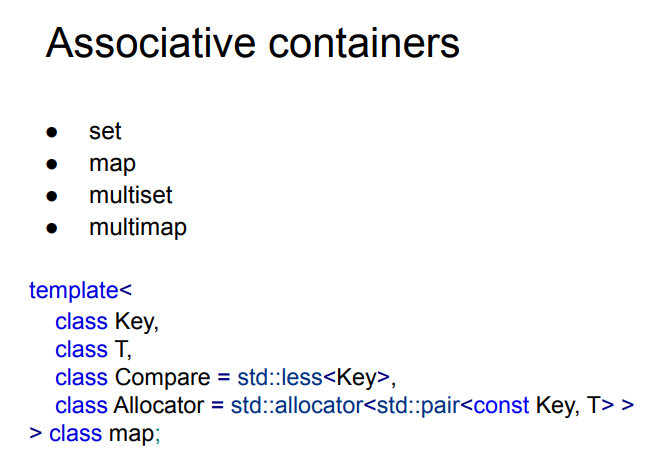 Associative containers
● set
● map
● multiset
● multimap
template<
class Key,
class T,
class Compare = std::less<Key>,
class Allocator = std::allocator<std::pair<const Key, T> >
> class map;